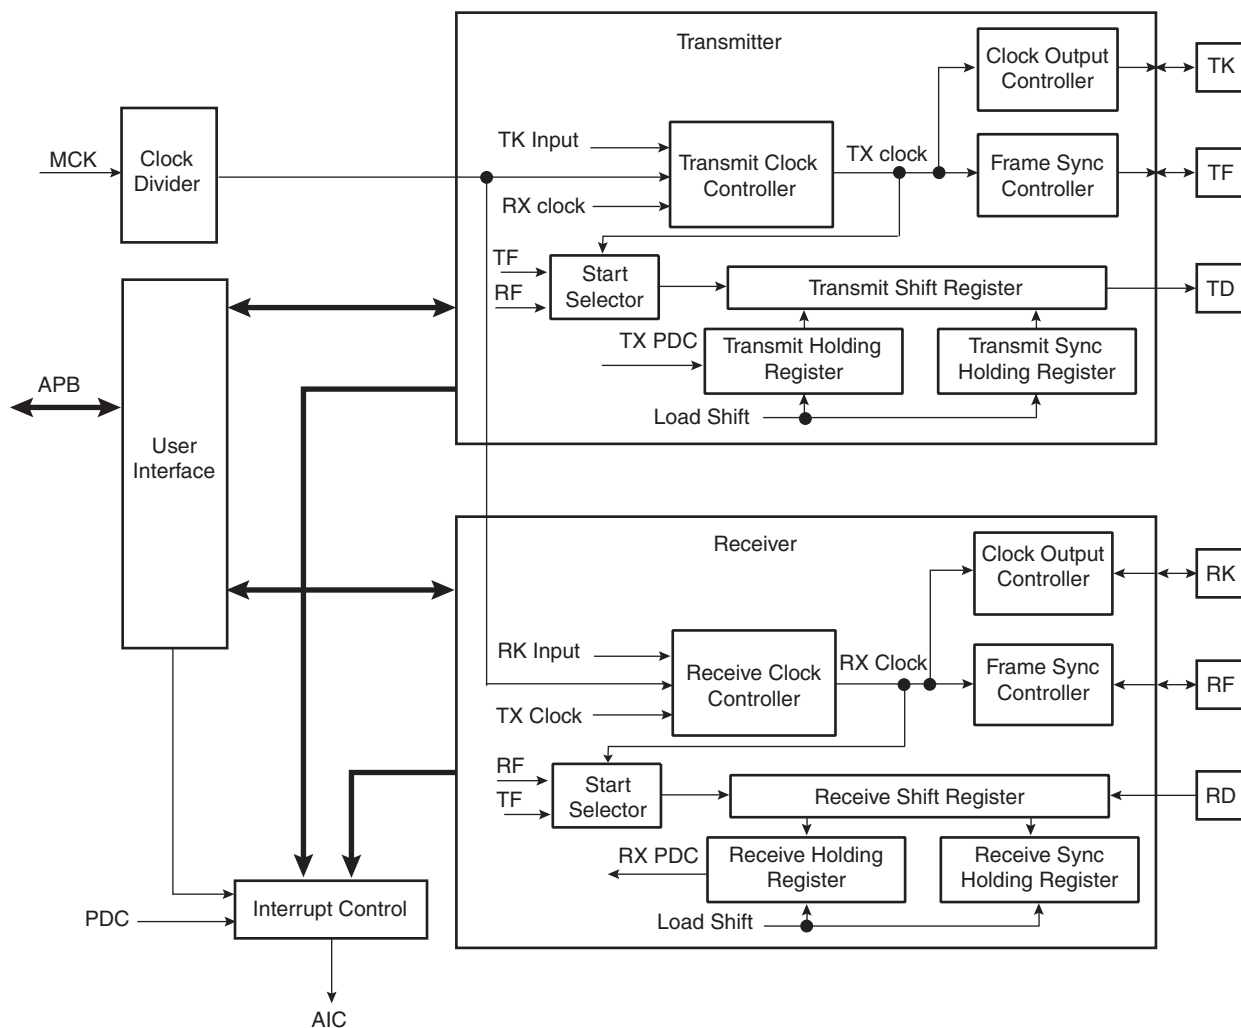 Transmitter
Clock Output
Controller
TK
MCK
Clock
Divider
TK Input
Transmit Clock
Controller
RX clock
TX clock
Frame Sync
Controller
TF
TF
RF
Start
Selector
Transmit Shift Register
TD
TX PDC
Transmit Holding
Register
Transmit Sync
Holding Register
Load Shift
APB
User
Interface
Receiver
Clock Output
Controller
RK
RK Input
Receive Clock
Controller
TX Clock
RX Clock
Frame Sync
Controller
RF
RF
TF
Start
Selector
Receive Shift Register
RD
RX PDC
Receive Holding
Register
Receive Sync
Holding Register
Load Shift
PDC
Interrupt Control
AIC